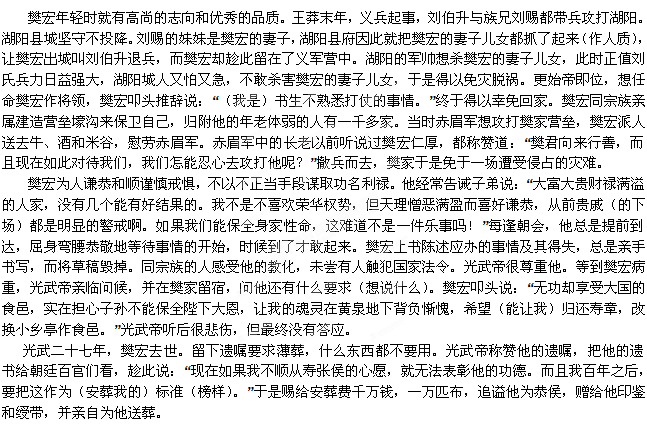 樊宏年轻时就有高尚的志向和优秀的品质。王莽末年，义兵起事，刘伯升与族兄刘赐都带兵攻打湖阳。
湖阳县城坚守不投降。刘赐的妹妹是樊宏的妻子，湖阳县府因此就把樊宏的妻子儿女都抓了起来（作人质），
让樊宏出城叫刘伯升退兵，而樊宏却趁此留在了义军营中。湖阳的军帅想杀樊宏的妻子儿女，此时正值刘
氏兵力日益强大，湖阳城人又怕又急，不敢杀害樊宏的妻子儿女，于是得以免灾脱祸。更始帝即位，想任
命樊宏作将领，樊宏叩头推辞说：“（我是）书生不熟悉打仗的事情。”终于得以幸免回家。樊宏同宗族亲
属建造营垒壕沟来保卫自己，归附他的年老体弱的人有一千多家。当时赤眉军想攻打樊家营垒，樊宏派人
送去牛、酒和米谷，慰劳赤眉军。赤眉军中的长老以前听说过樊宏仁厚，都称赞道：“樊君向来行善，而
且现在如此对待我们，我们怎能忍心去攻打他呢？”撤兵而去，樊家于是免于一场遭受侵占的灾难。
樊宏为人谦恭和顺谨慎戒惧，不以不正当手段谋取功名利禄。他经常告诫子弟说：“大富大贵财禄满溢
的人家，没有几个能有好结果的。我不是不喜欢荣华权势，但天理憎恶满盈而喜好谦恭，从前贵戚（的下
场）都是明显的警戒啊。如果我们能保全身家性命，这难道不是一件乐事吗！”每逢朝会，他总是提前到
达，屈身弯腰恭敬地等待事情的开始，时候到了才敢起来。樊宏上书陈述应办的事情及其得失，总是亲手
书写，而将草稿毁掉。同宗族的人感受他的教化，未尝有人触犯国家法令。光武帝很尊重他。等到樊宏病
重，光武帝亲临问候，并在樊家留宿，问他还有什么要求（想说什么）。樊宏叩头说：“无功却享受大国的
食邑，实在担心子孙不能保全陛下大恩，让我的魂灵在黄泉地下背负惭愧，希望（能让我）归还寿章，改
换小乡亭作食邑。”光武帝听后很悲伤，但最终没有答应。
光武二十七年，樊宏去世。留下遗嘱要求薄葬，什么东西都不要用。光武帝称赞他的遗嘱，把他的遗
书给朝廷百官们看，趁此说：“现在如果我不顺从寿张侯的心愿，就无法表彰他的功德。而且我百年之后，
要把这作为（安葬我的）标准（榜样）。”于是赐给安葬费千万钱，一万匹布，追谥他为恭侯，赠给他印鉴
和绶带，并亲自为他送葬。